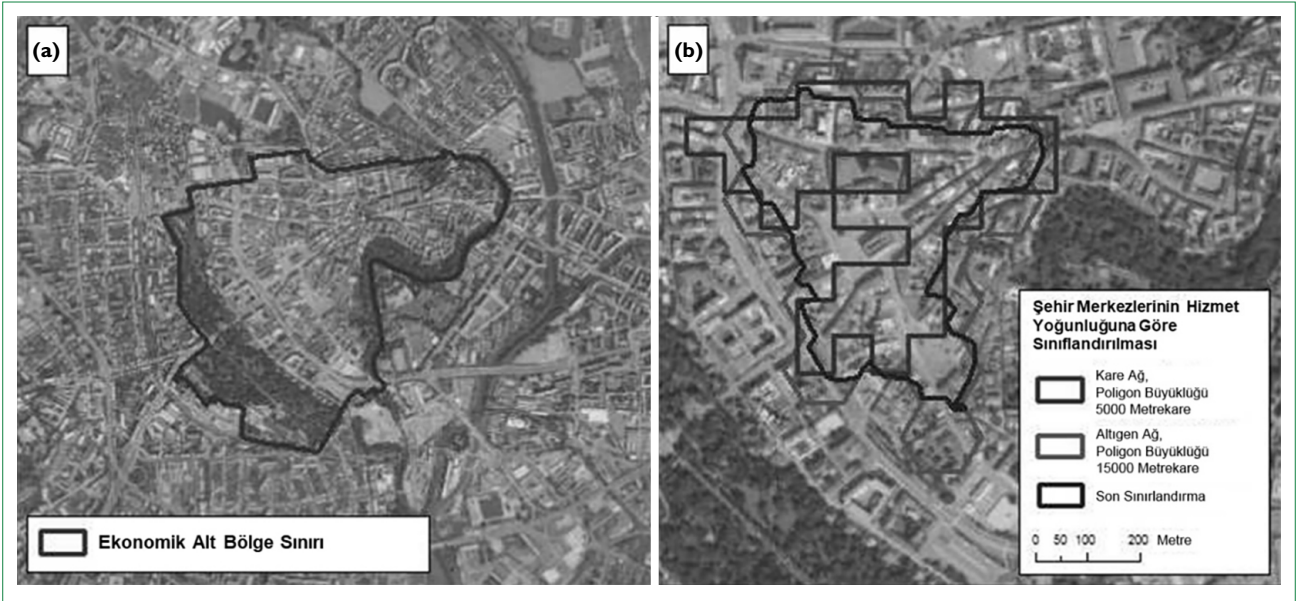 (a)
Ekonomik Alt Bölge Sınırı
(b)
Şehir Merkezlerinin Hizmet
Yoğunluğuna Göre
Sınıflandırılması
Kare Ağ,
Poligon Büyüklüğü
5000 Metrekare
Altıgen Ağ,
Poligon Büyüklüğü
15000 Metrekare
Son Sınırlandırma
0 50 100 200 Metre